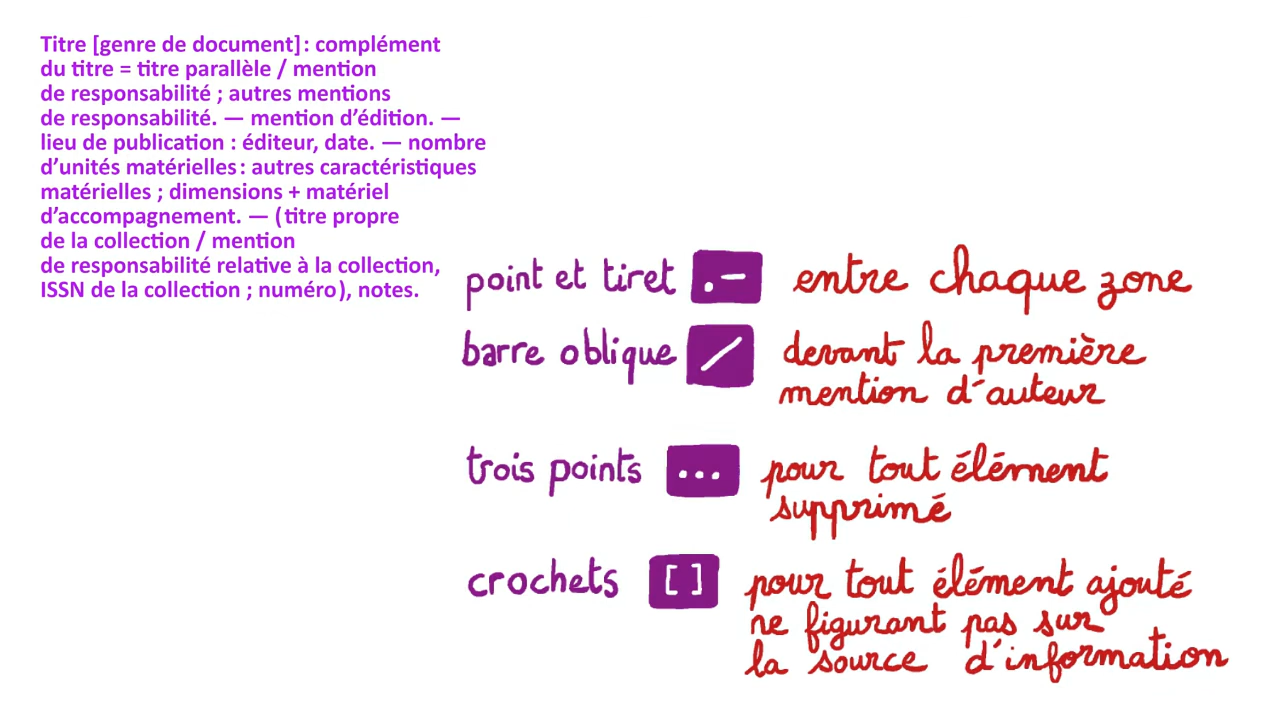 Titre [genre de document] : complément
du titre = titre parallèle / mention
de responsabilité ; autres mentions
de responsabilité. — mention d’édition. —
lieu de publication : éditeur, date. — nombre
d’unités matérielles : autres caractéristiques
matérielles ; dimensions + matériel
d’accompagnement. — ( titre propre
de la collection / mention
de responsabilité relative à la collection,
ISSN de la collection ; numéro ), notes.
point et tiret .- entre chaque zone
barre oblique / devant la première
mention d'auteur
trois points ... pour tout élément
supprimé
crochets [ ] pour tout élément ajouté
ne figurant pas sur
la source d'information